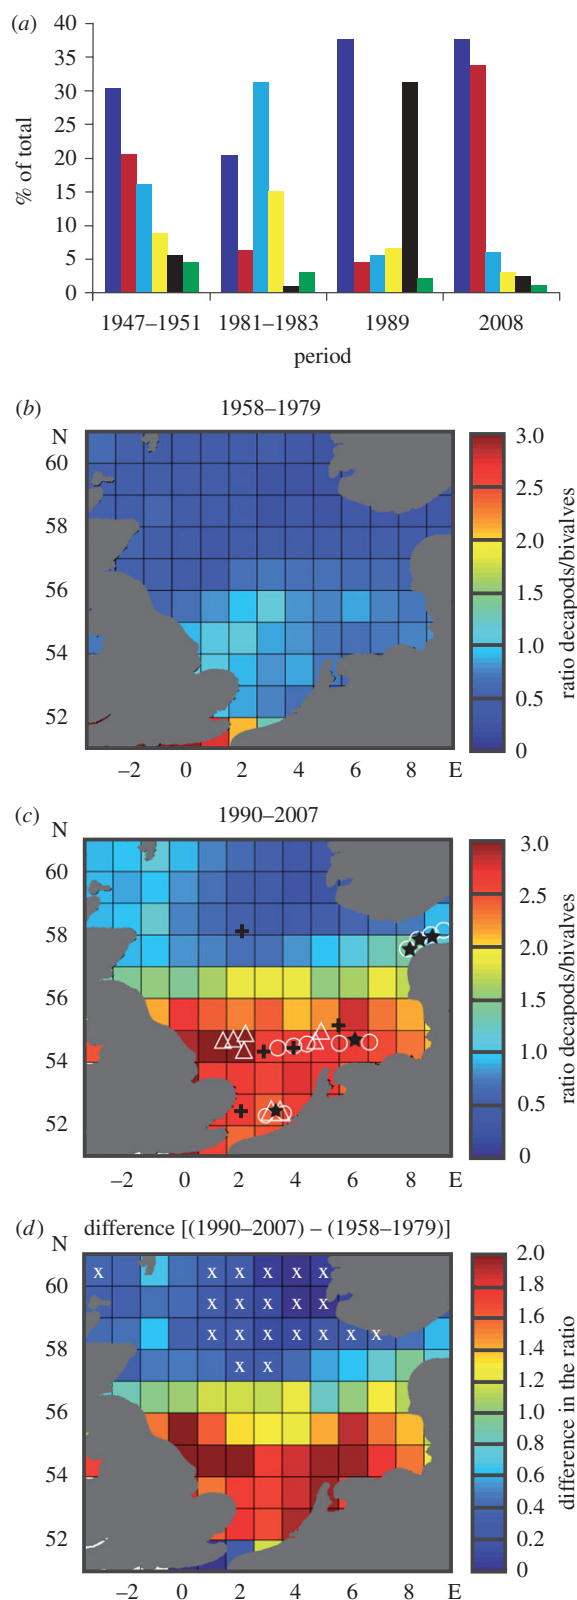 (a)
40
35
30
25
20
15
10
5
0
% of total
1947–1951 1981–1983 1989 2008
period
(b) 1958–1979
N
60
58
56
54
52
−2 0 2 4 6 8 E
3.0
2.5
2.0
1.5
1.0
0.5
0
ratio decapods/bivalves
(c) 1990–2007
N
60
58
56
54
52
−2 0 2 4 6 8 E
3.0
2.5
2.0
1.5
1.0
0.5
0
ratio decapods/bivalves
(d) difference [(1990–2007) – (1958–1979)]
N
60
58
56
54
52
x x x x x x
x x x x x
x x x x x x x
x x
−2 0 2 4 6 8 E
2.0
1.8
1.6
1.4
1.2
1.0
0.8
0.6
0.4
0.2
0
difference in the ratio